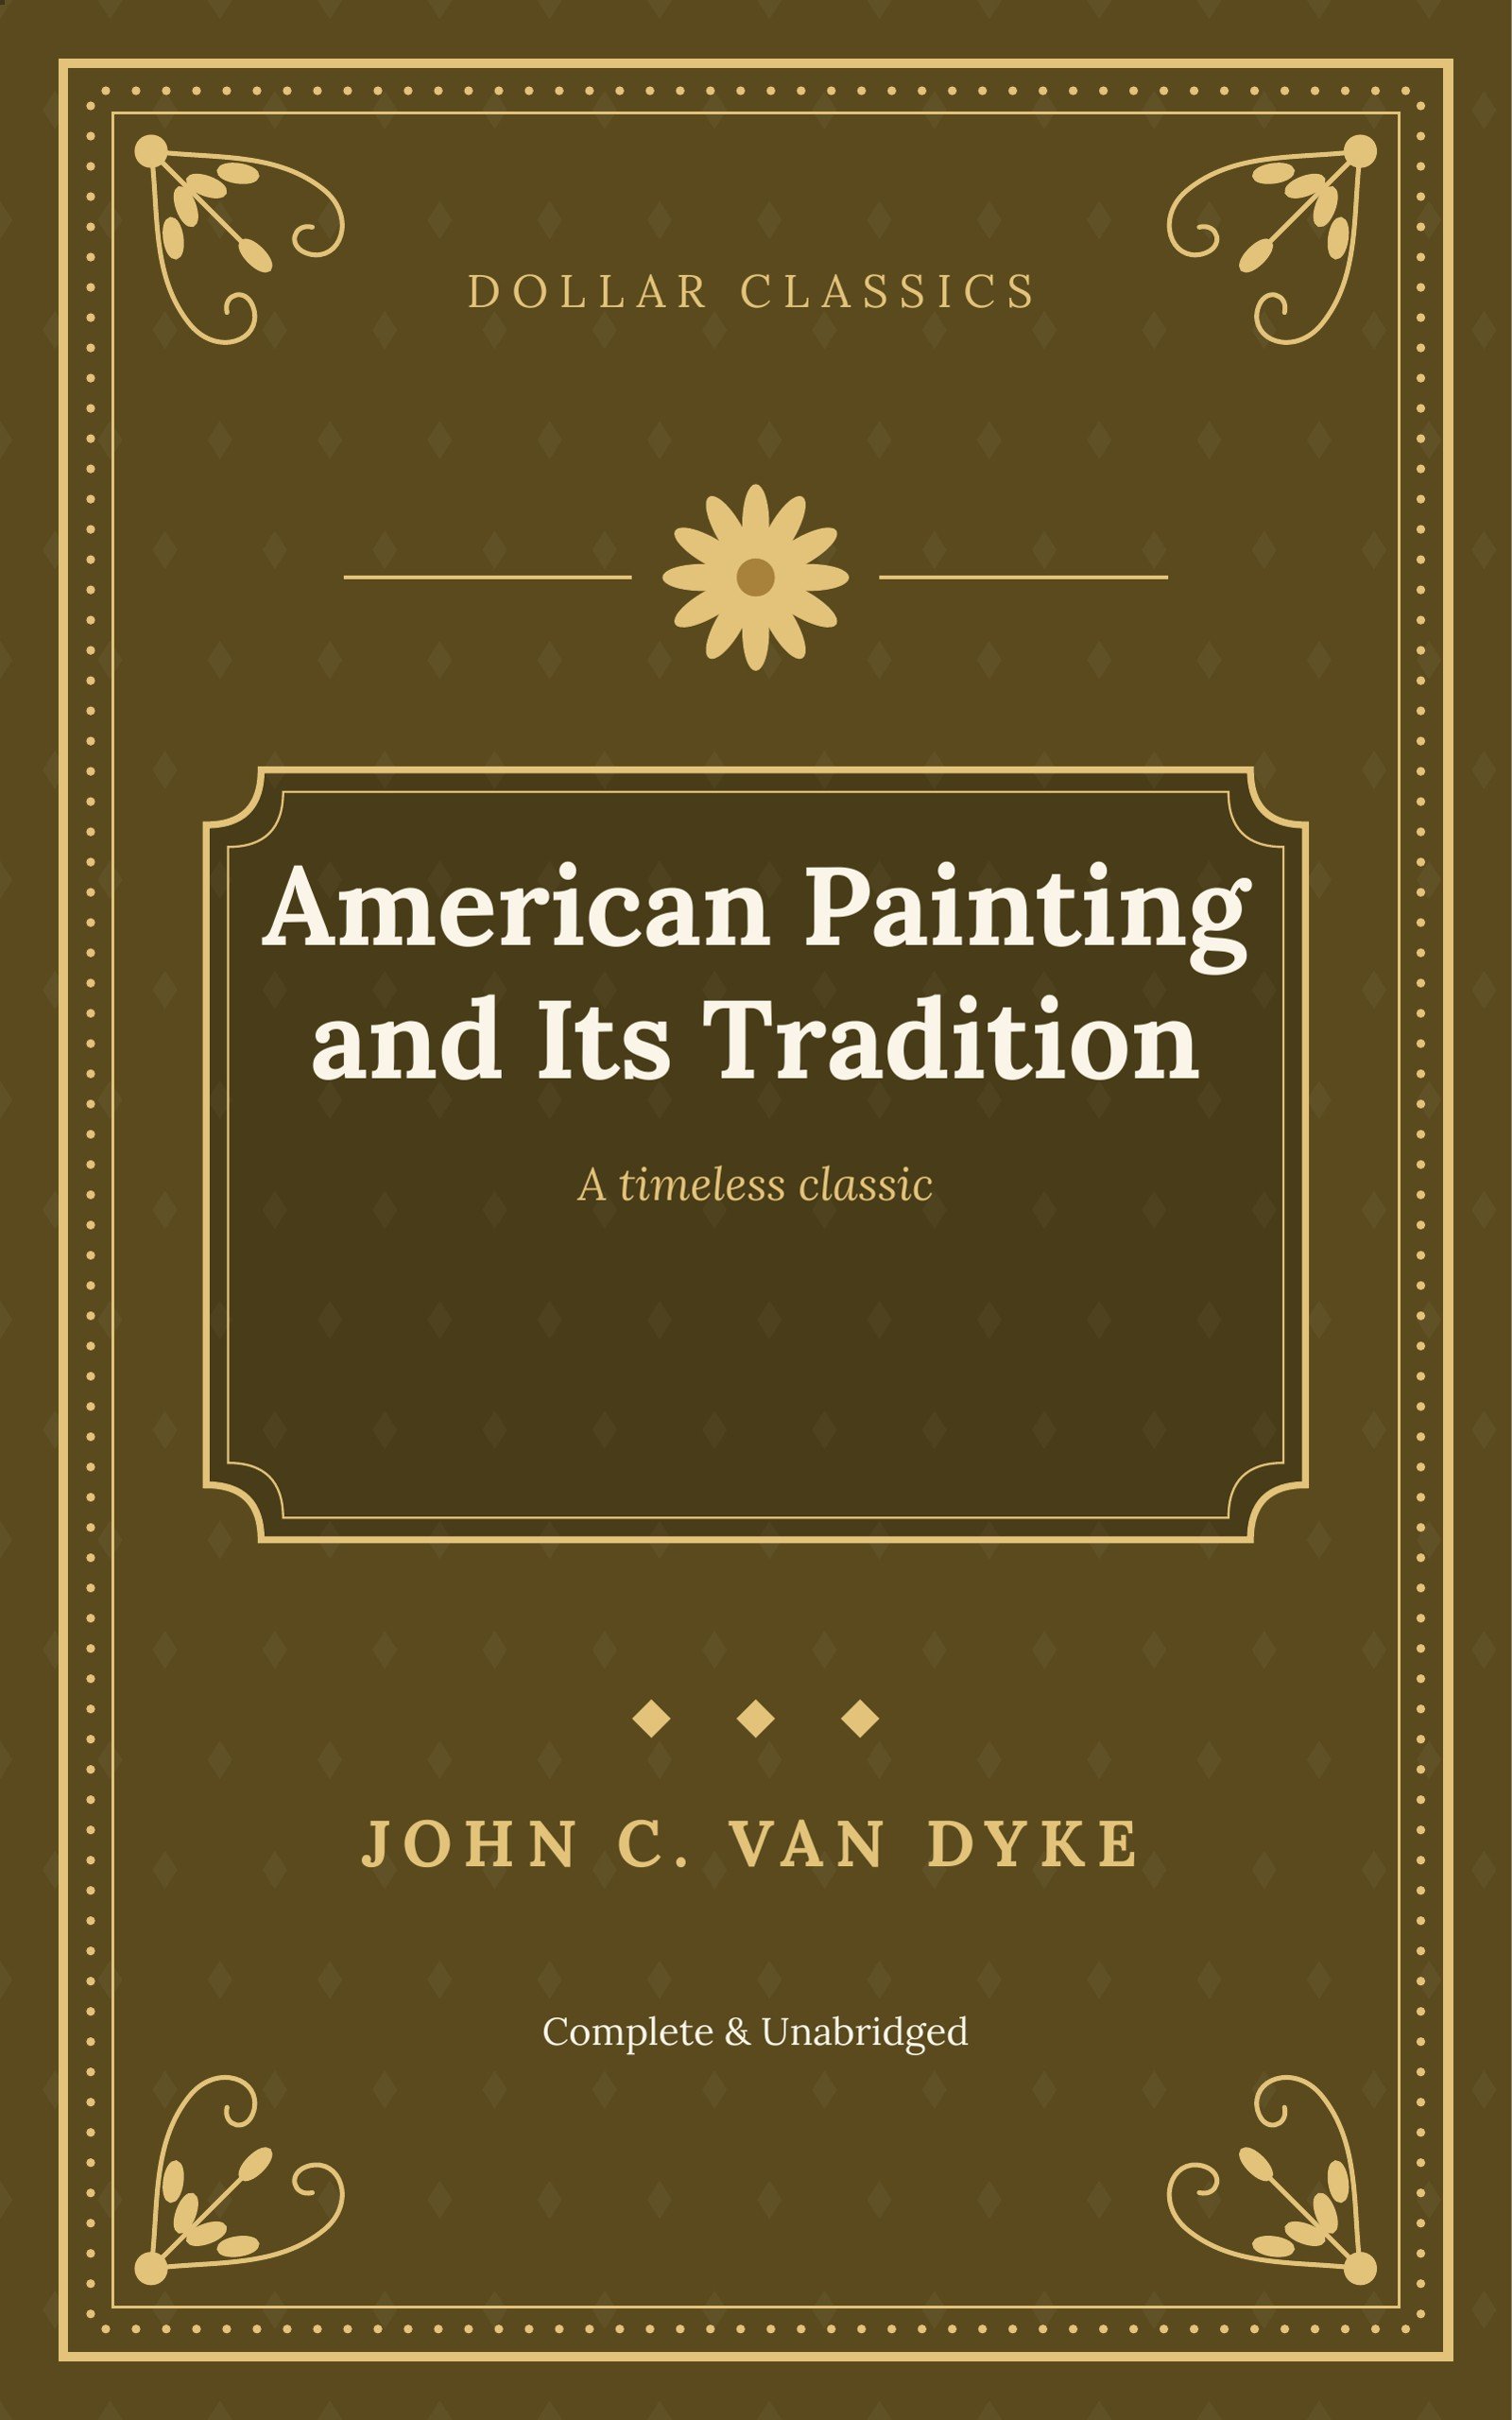 DOLLAR CLASSICS
American Painting
and Its Tradition
A timeless classic
JOHN C. VAN DYKE
Complete & Unabridged